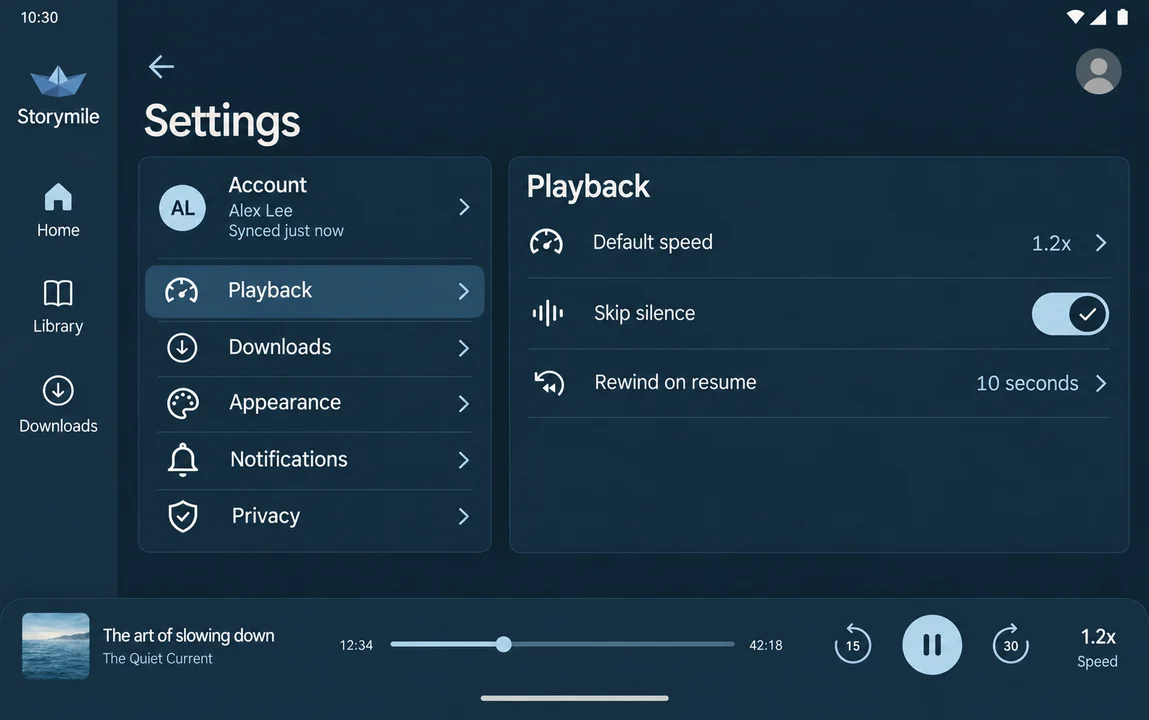 10:30
Storymile
Home
Library
Downloads
Settings
AL
Account
Alex Lee
Synced just now
Playback
Downloads
Appearance
Notifications
Privacy
Playback
Default speed
1.2x
Skip silence
Rewind on resume
10 seconds
The art of slowing down
The Quiet Current
12:34
42:18
15
30
1.2x
Speed